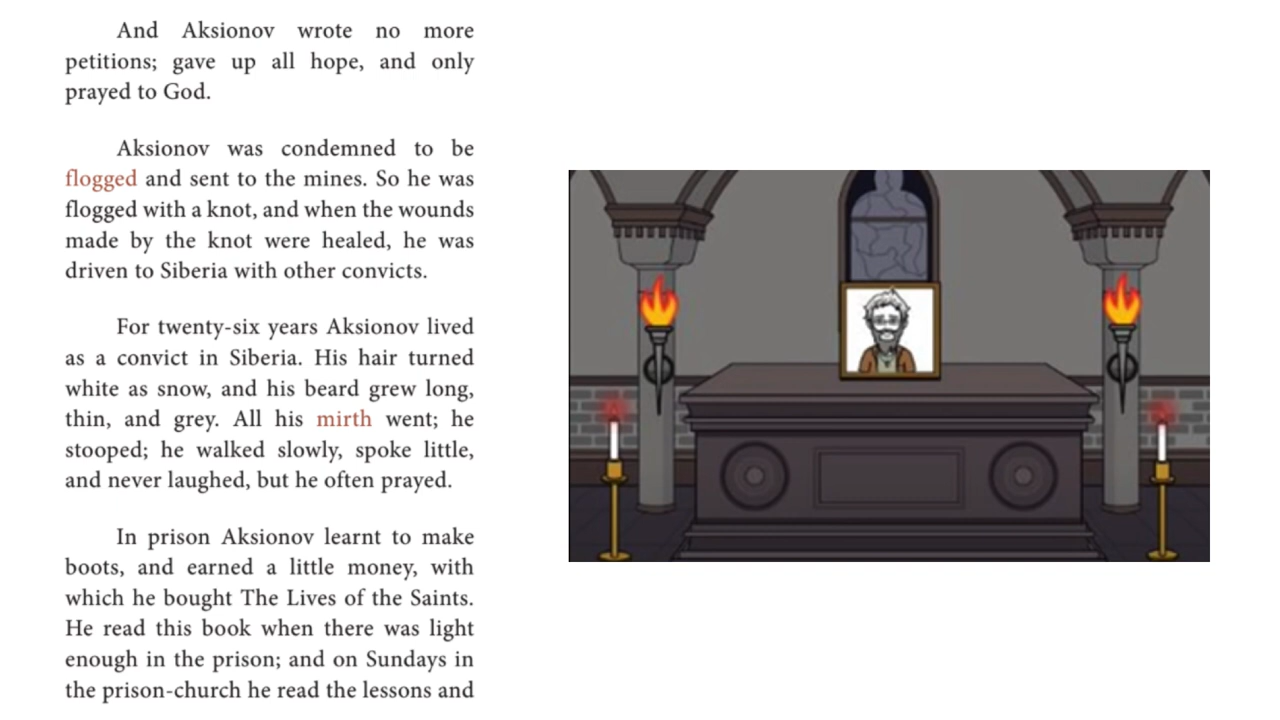 And Aksionov wrote no more
petitions; gave up all hope, and only
prayed to God.
Aksionov was condemned to be
flogged and sent to the mines. So he was
flogged with a knot, and when the wounds
made by the knot were healed, he was
driven to Siberia with other convicts.
For twenty-six years Aksionov lived
as a convict in Siberia. His hair turned
white as snow, and his beard grew long,
thin, and grey. All his mirth went; he
stooped; he walked slowly, spoke little,
and never laughed, but he often prayed.
In prison Aksionov learnt to make
boots, and earned a little money, with
which he bought The Lives of the Saints.
He read this book when there was light
enough in the prison; and on Sundays in
the prison-church he read the lessons and